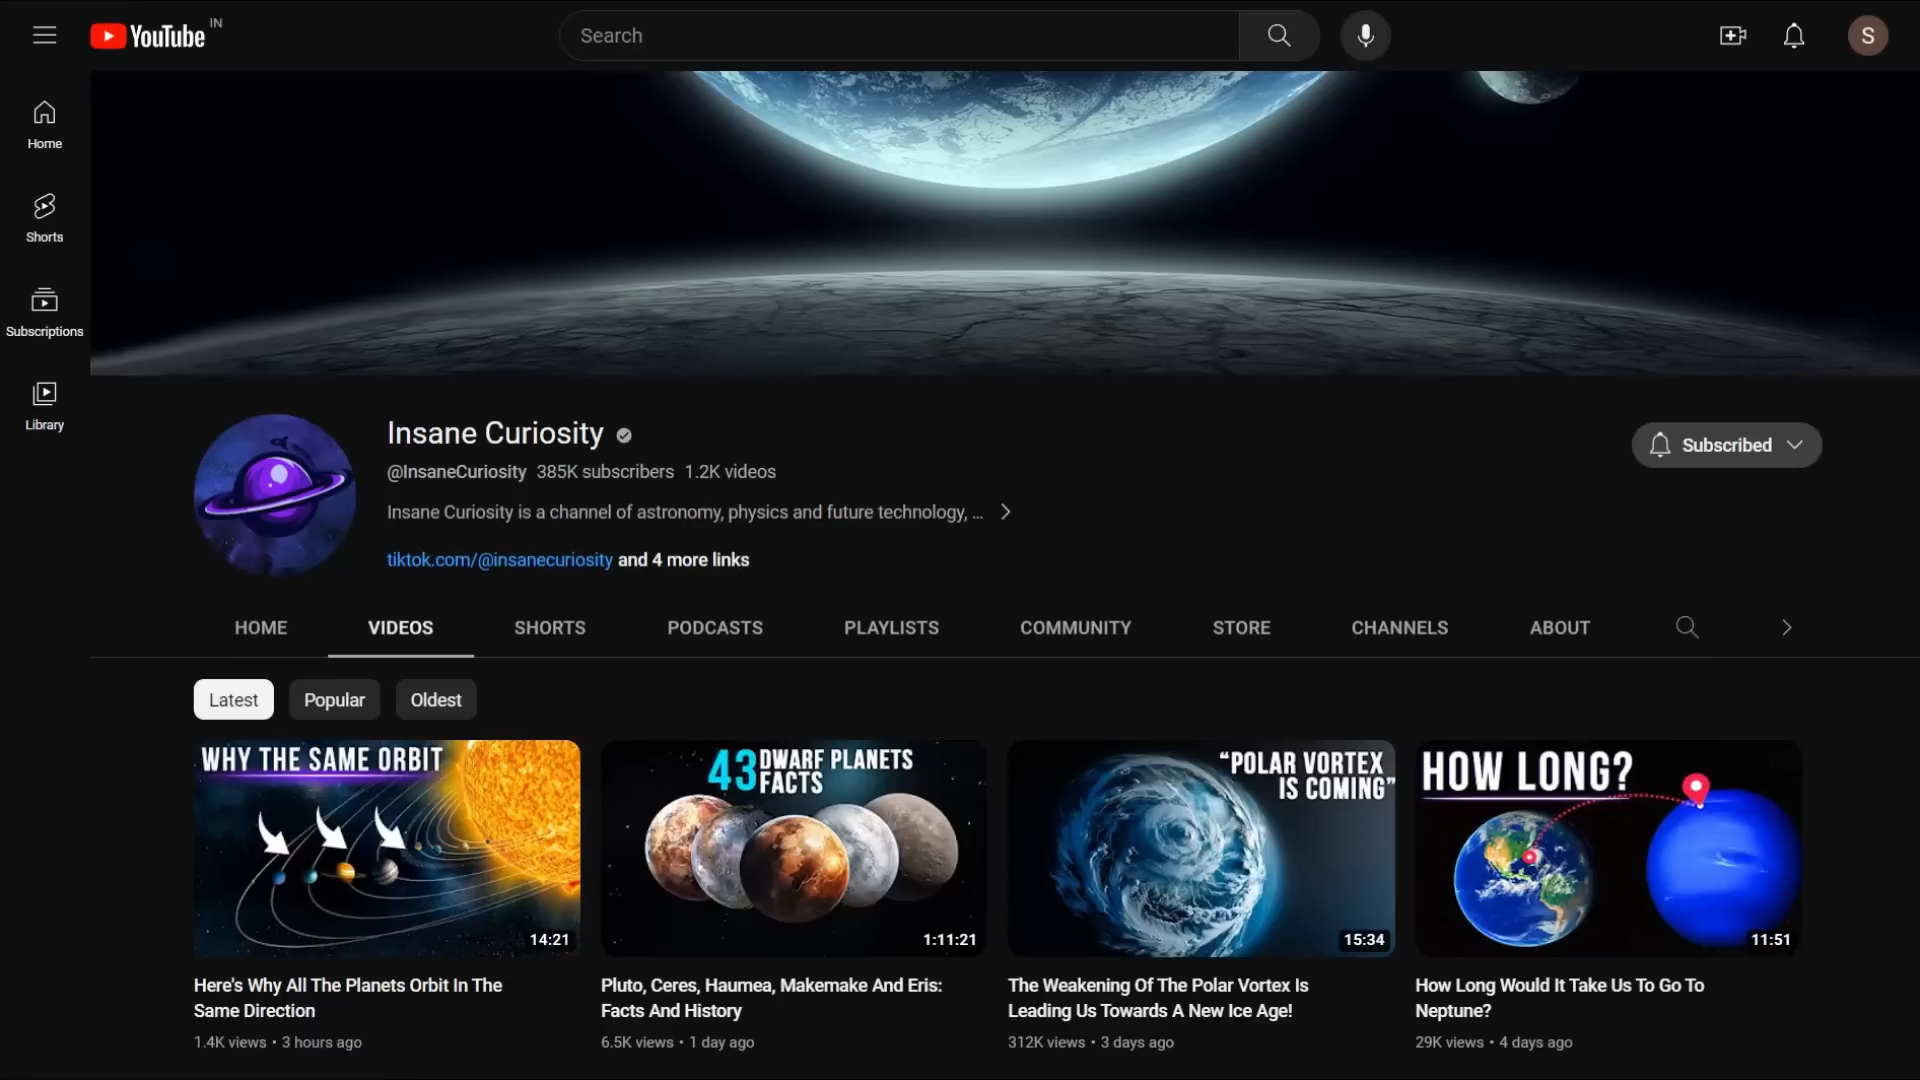 YouTube IN
Search
S
Home
Shorts
Subscriptions
Library
Insane Curiosity
@InsaneCuriosity 385K subscribers 1.2K videos
Insane Curiosity is a channel of astronomy, physics and future technology, ...
tiktok.com/@insanecuriosity and 4 more links
Subscribed
HOME VIDEOS SHORTS PODCASTS PLAYLISTS COMMUNITY STORE CHANNELS ABOUT
Latest Popular Oldest
WHY THE SAME ORBIT
14:21
Here's Why All The Planets Orbit In The
Same Direction
1.4K views • 3 hours ago
43 DWARF PLANETS
FACTS
1:11:21
Pluto, Ceres, Haumea, Makemake And Eris:
Facts And History
6.5K views • 1 day ago
“POLAR VORTEX
IS COMING”
15:34
The Weakening Of The Polar Vortex Is
Leading Us Towards A New Ice Age!
312K views • 3 days ago
HOW LONG?
11:51
How Long Would It Take Us To Go To
Neptune?
29K views • 4 days ago